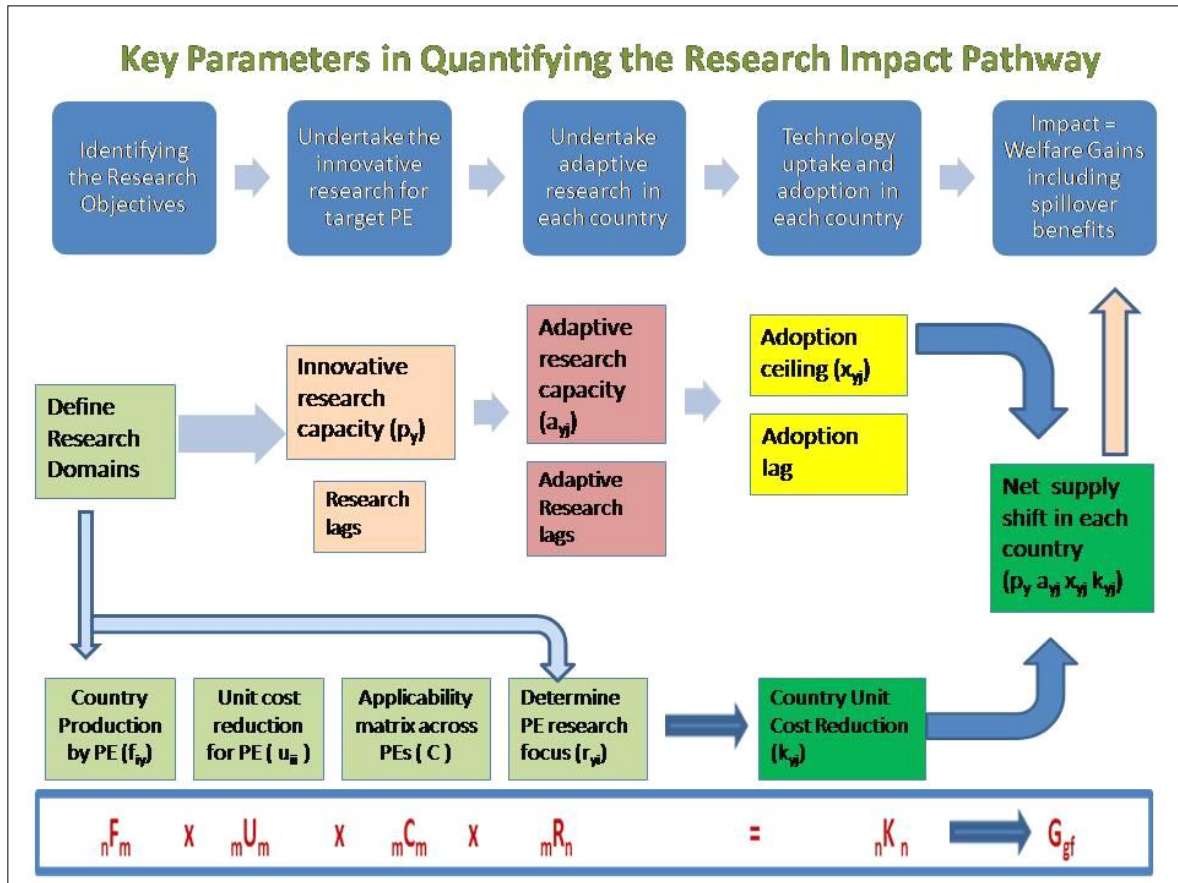 Key Parameters in Quantifying the Research Impact Pathway
Identifying
the Research
Objectives
Undertake the
innovative
research for
target PE
Undertake
adaptive
research in
each country
Technology
uptake and
adoption in
each country
Impact =
Welfare Gains
including
spillover
benefits
Define
Research
Domains
Innovative
research
capacity (py)
Research
lags
Adaptive
research
capacity
(ayj)
Adaptive
Research
lags
Adoption
ceiling (xyj)
Adoption
lag
Net supply
shift in each
country
(py ayj xyj kyj)
Country
Production
by PE (fiy)
Unit cost
reduction
for PE ( uii )
Applicability
matrix across
PEs ( C )
Determine
PE research
focus (ryi)
Country Unit
Cost Reduction
(kyj)
nFm x mUm x mCm x mRn = nKn Ggf